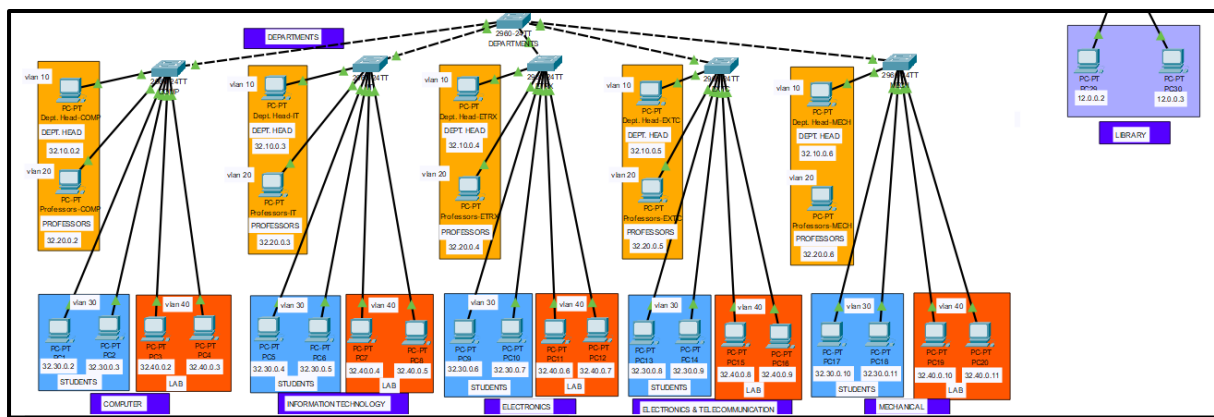 2960-24TT
DEPARTMENTS
DEPARTMENTS
vlan 10
PC-PT
Dept. Head-COMP
DEPT. HEAD
32.10.0.2
vlan 20
PC-PT
Professors-COMP
PROFESSORS
32.20.0.2
vlan 10
PC-PT
Dept. Head-IT
DEPT. HEAD
32.10.0.3
PC-PT
Professors-IT
vlan 20
PROFESSORS
32.20.0.3
vlan 10
PC-PT
Dept. Head-ETRX
DEPT. HEAD
32.10.0.4
vlan 20
PC-PT
Professors-ETRX
PROFESSORS
32.20.0.4
vlan 10
PC-PT
Dept. Head-EXTC
DEPT. HEAD
32.10.0.5
vlan 20
PC-PT
Professors-EXTC
PROFESSORS
32.20.0.5
vlan 10
PC-PT
Dept. Head-MECH
DEPT. HEAD
32.10.0.6
vlan 20
PC-PT
Professors-MECH
PROFESSORS
32.20.0.6
PC-PT
PC29
12.0.0.2
PC-PT
PC30
12.0.0.3
LIBRARY
vlan 30
PC-PT
PC1
32.30.0.2
PC-PT
PC2
32.30.0.3
STUDENTS
vlan 40
PC-PT
PC3
32.40.0.2
PC-PT
PC4
32.40.0.3
LAB
COMPUTER
vlan 30
PC-PT
PC5
32.30.0.4
PC-PT
PC6
32.30.0.5
STUDENTS
vlan 40
PC-PT
PC7
32.40.0.4
PC-PT
PC8
32.40.0.5
LAB
INFORMATION TECHNOLOGY
vlan 30
PC-PT
PC9
32.30.0.6
PC-PT
PC10
32.30.0.7
STUDENTS
vlan 40
PC-PT
PC11
32.40.0.6
PC-PT
PC12
32.40.0.7
LAB
ELECTRONICS
vlan 30
PC-PT
PC13
32.30.0.8
PC-PT
PC14
32.30.0.9
STUDENTS
vlan 40
PC-PT
PC15
32.40.0.8
PC-PT
PC16
32.40.0.9
LAB
ELECTRONICS & TELECOMMUNICATION
vlan 30
PC-PT
PC17
32.30.0.10
PC-PT
PC18
32.30.0.11
STUDENTS
vlan 40
PC-PT
PC19
32.40.0.10
PC-PT
PC20
32.40.0.11
LAB
MECHANICAL